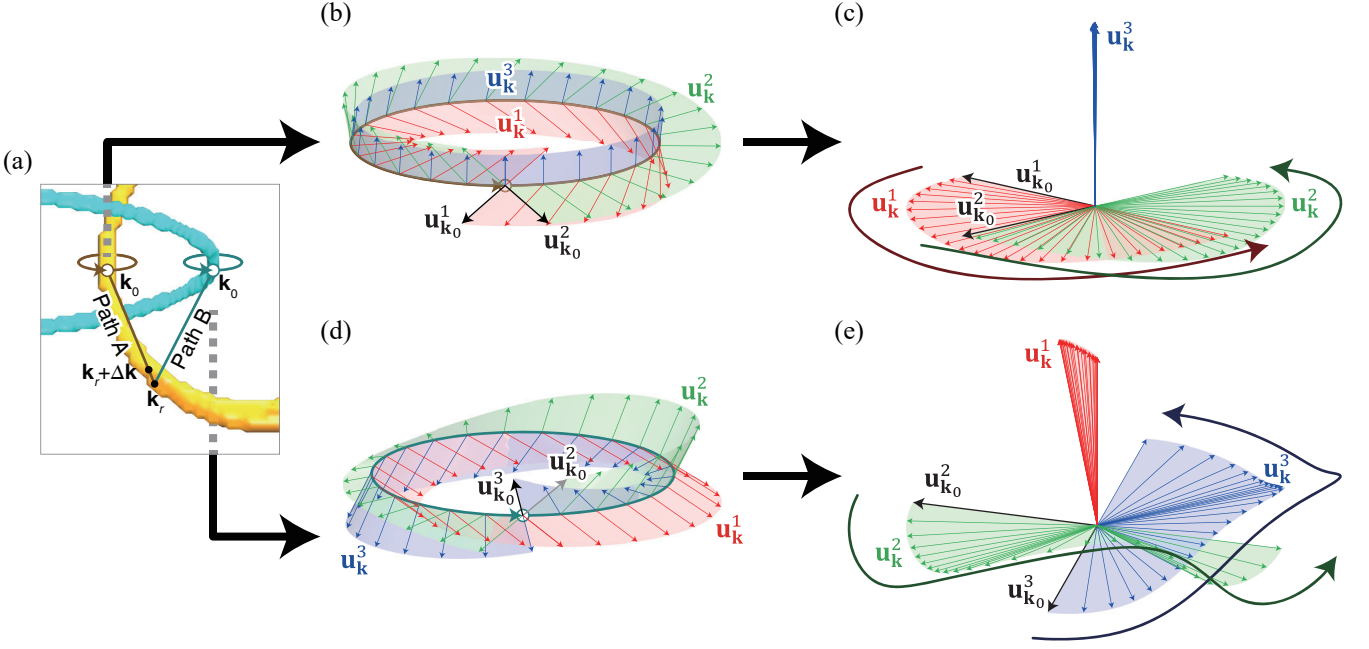 (a)
k₀
k₀
Path A
Path B
kᵣ+Δk
kᵣ
(b)
u³ₖ
u²ₖ
u¹ₖ
u¹ₖ₀
u²ₖ₀
(c)
u³ₖ
u¹ₖ₀
u¹ₖ
u²ₖ₀
u²ₖ
(d)
u²ₖ
u²ₖ₀
u³ₖ₀
u¹ₖ
u³ₖ
(e)
u¹ₖ
u²ₖ₀
u³ₖ
u²ₖ
u³ₖ₀